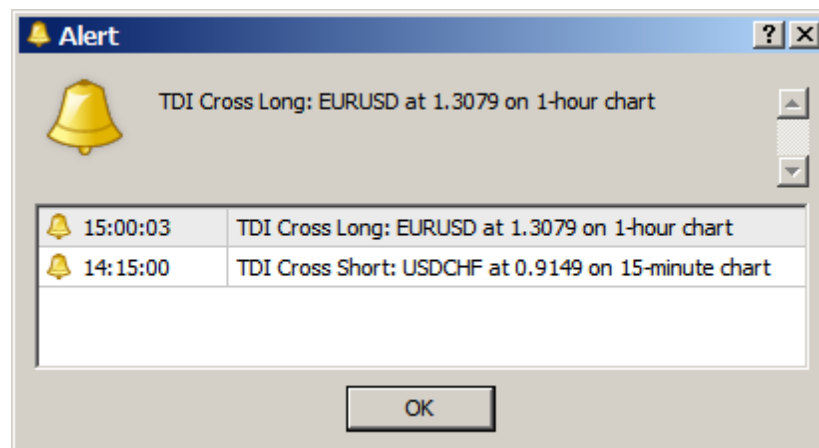 Alert
TDI Cross Long: EURUSD at 1.3079 on 1-hour chart
15:00:03 TDI Cross Long: EURUSD at 1.3079 on 1-hour chart
14:15:00 TDI Cross Short: USDCHF at 0.9149 on 15-minute chart
OK